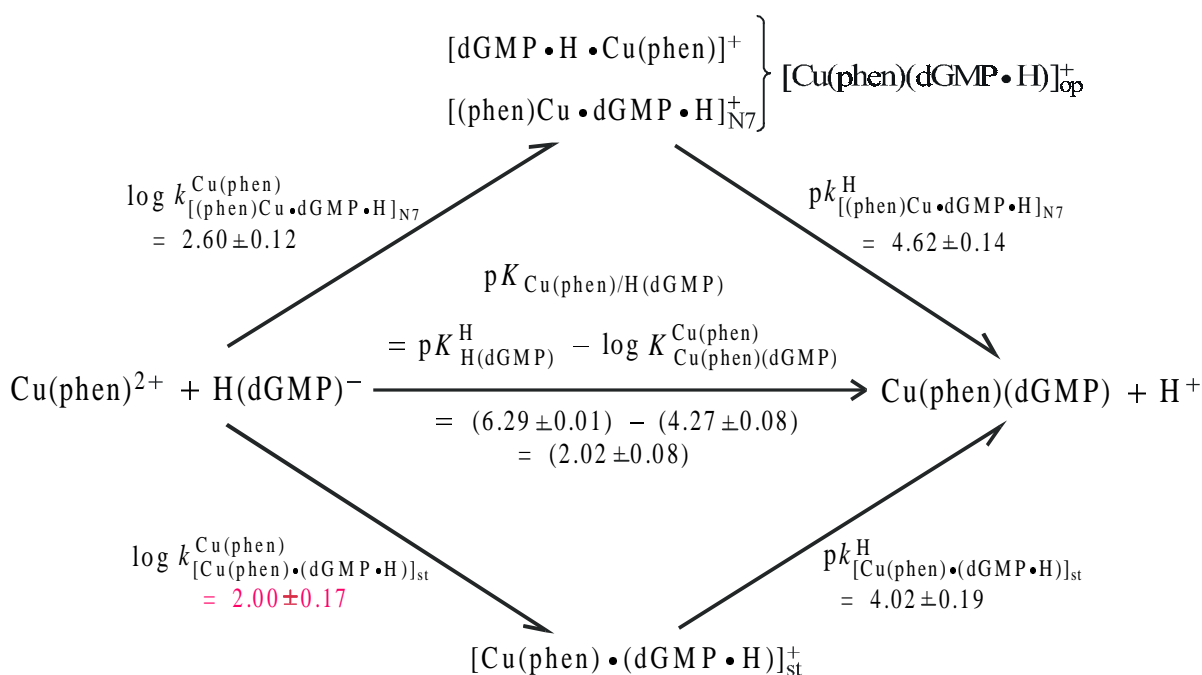 [dGMP•H•Cu(phen)]⁺
[(phen)Cu•dGMP•H]⁺N7
[Cu(phen)(dGMP•H)]⁺op
log k Cu(phen) [(phen)Cu•dGMP•H]N7
= 2.60±0.12
pk H [(phen)Cu•dGMP•H]N7
= 4.62±0.14
pK Cu(phen)/H(dGMP)
= pK H H(dGMP) − log K Cu(phen) Cu(phen)(dGMP)
Cu(phen)²⁺ + H(dGMP)⁻
Cu(phen)(dGMP) + H⁺
= (6.29±0.01) − (4.27±0.08)
= (2.02±0.08)
log k Cu(phen) [Cu(phen)•(dGMP•H)]st
= 2.00±0.17
pk H [Cu(phen)•(dGMP•H)]st
= 4.02±0.19
[Cu(phen)•(dGMP•H)]⁺st